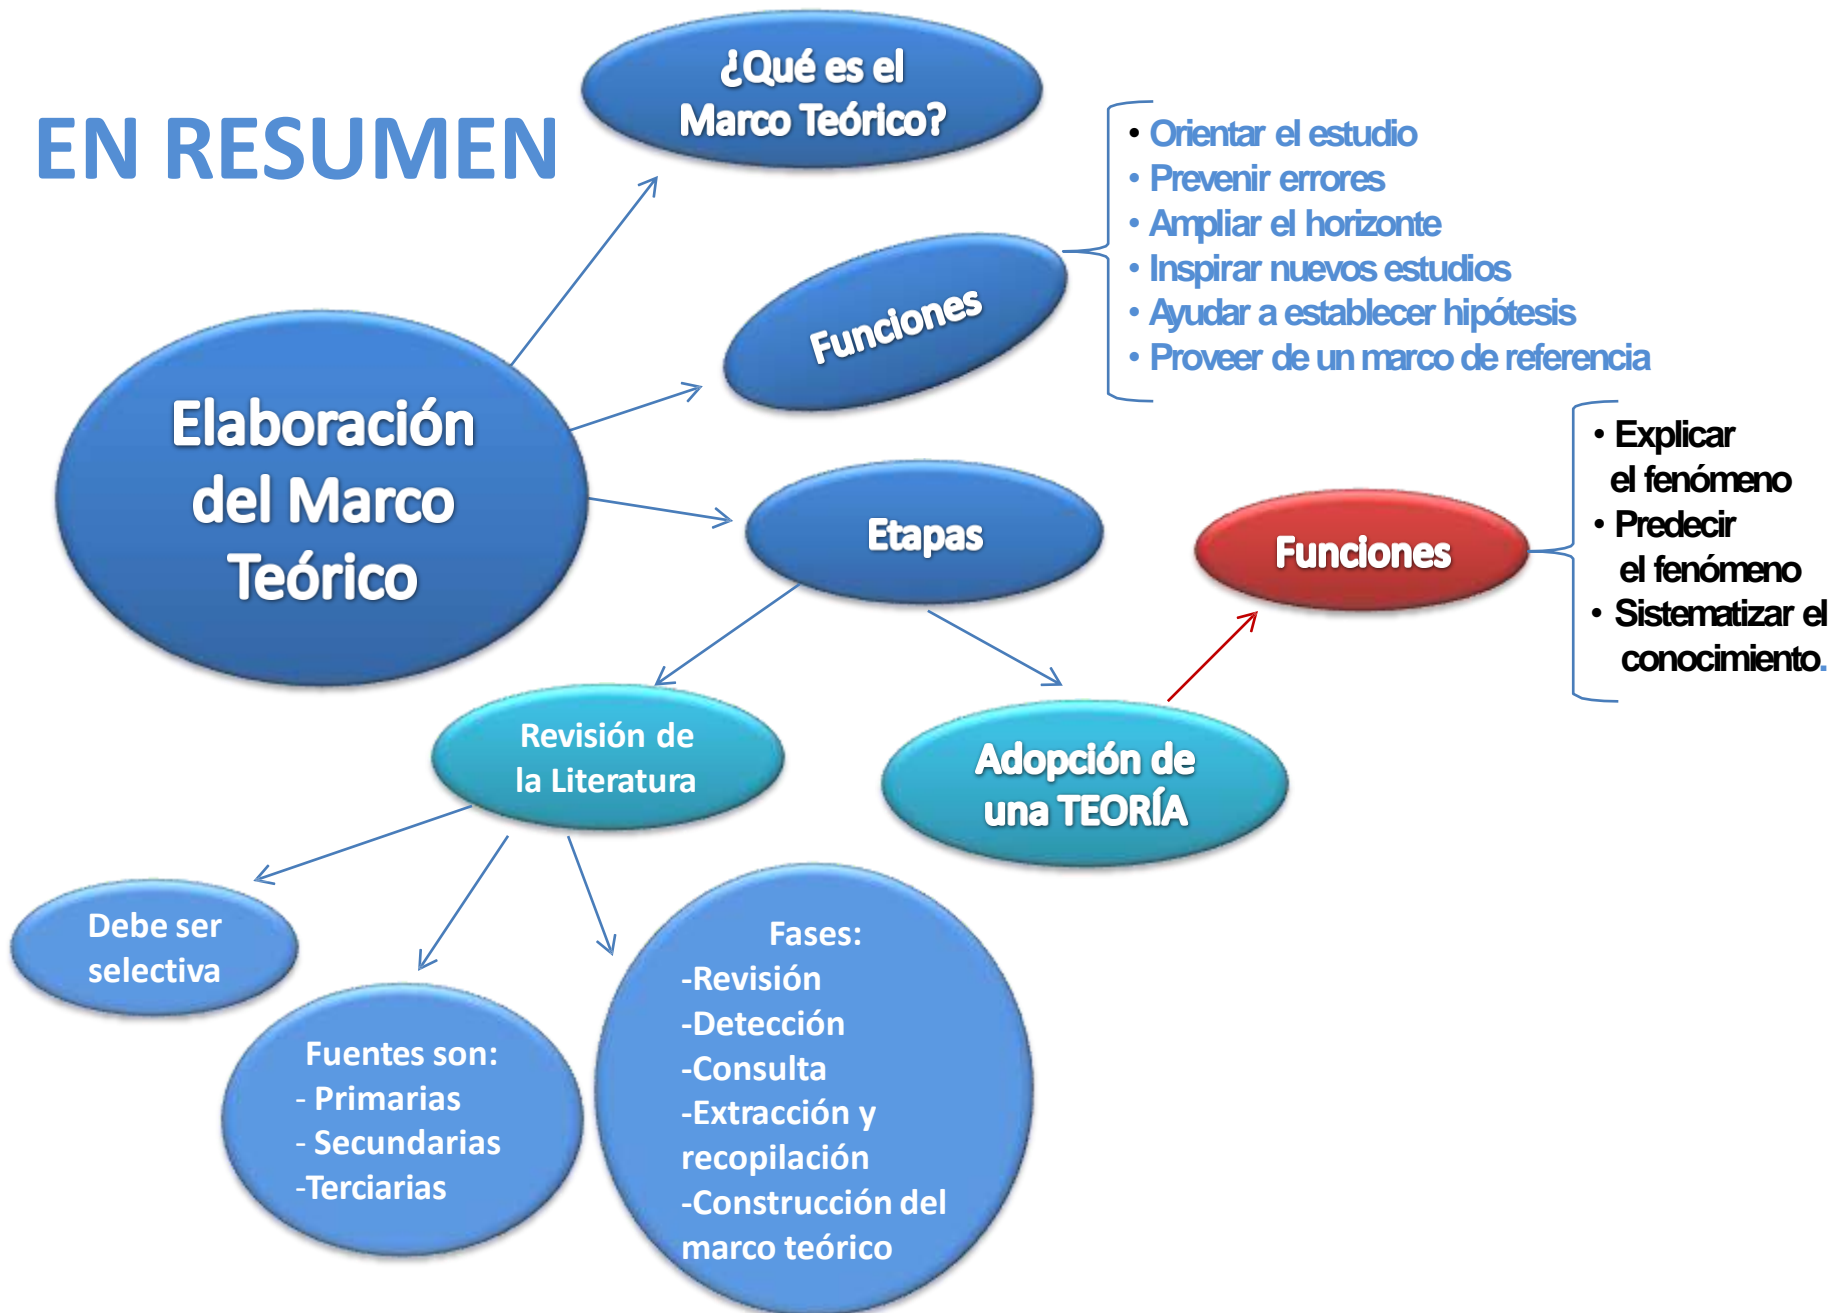 EN RESUMEN
¿Qué es el
Marco Teórico?
• Orientar el estudio
• Prevenir errores
• Ampliar el horizonte
• Inspirar nuevos estudios
• Ayudar a establecer hipótesis
• Proveer de un marco de referencia
Funciones
Elaboración
del Marco
Teórico
Etapas
Funciones
• Explicar
el fenómeno
• Predecir
el fenómeno
• Sistematizar el
conocimiento.
Revisión de
la Literatura
Adopción de
una TEORÍA
Debe ser
selectiva
Fuentes son:
- Primarias
- Secundarias
-Terciarias
Fases:
-Revisión
-Detección
-Consulta
-Extracción y
recopilación
-Construcción del
marco teórico